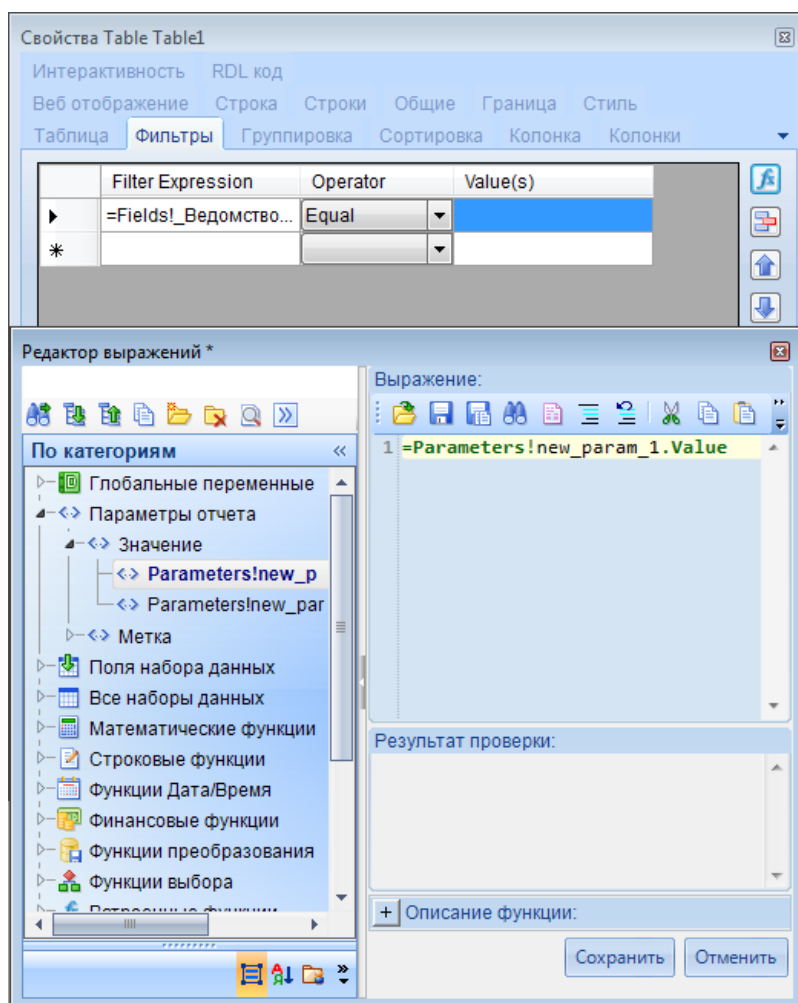 Свойства Table Table1
Интерактивность RDL код
Веб отображение Строка Строки Общие Граница Стиль
Таблица Фильтры Группировка Сортировка Колонка Колонки
Filter Expression Operator Value(s)
=Fields!_Ведомство... Equal
Редактор выражений *
Выражение:
По категориям
1 =Parameters!new_param_1.Value
Глобальные переменные
Параметры отчета
Значение
Parameters!new_p
Parameters!new_par
Метка
Поля набора данных
Все наборы данных
Математические функции
Строковые функции
Функции Дата/Время
Финансовые функции
Функции преобразования
Функции выбора
Встроенные функции
Результат проверки:
+ Описание функции:
Сохранить Отменить